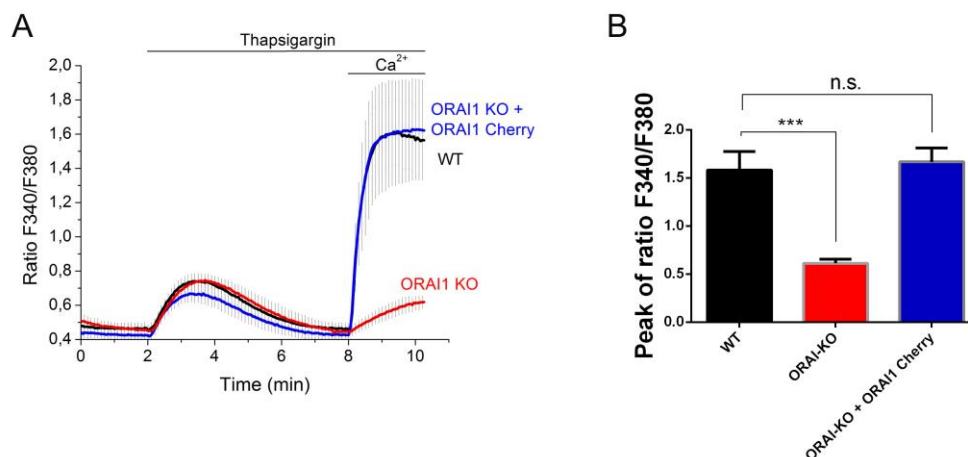 A
Thapsigargin
Ca²⁺
2,0
1,8
1,6
1,4
1,2
1,0
0,8
0,6
0,4
Ratio F340/F380
ORAI1 KO +
ORAI1 Cherry
WT
ORAI1 KO
0
2
4
6
8
10
Time (min)
B
n.s.
***
2.0
1.5
1.0
0.5
0.0
Peak of ratio F340/F380
WT
ORAI-KO
ORAI-KO + ORAI1 Cherry